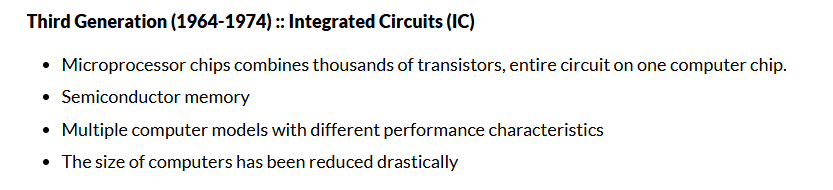 Third Generation (1964-1974) :: Integrated Circuits (IC)
• Microprocessor chips combines thousands of transistors, entire circuit on one computer chip.
• Semiconductor memory
• Multiple computer models with different performance characteristics
• The size of computers has been reduced drastically